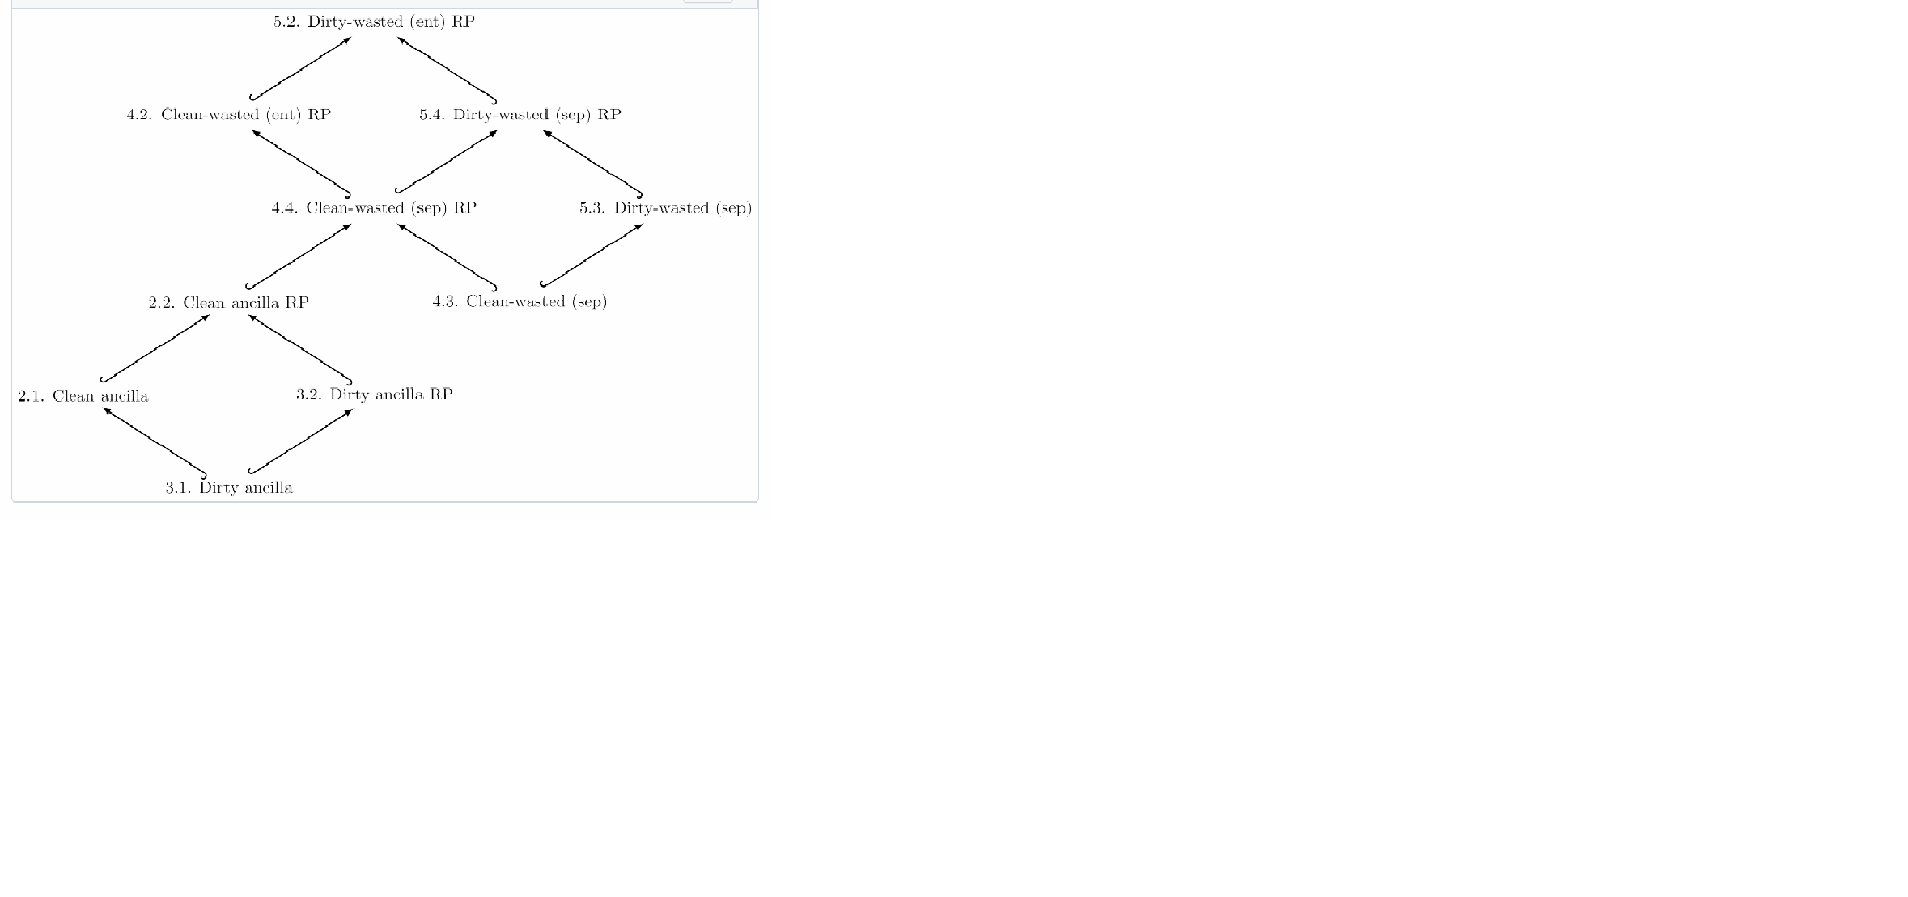 5.2. Dirty-wasted (ent) RP
4.2. Clean-wasted (ent) RP
5.4. Dirty-wasted (sep) RP
4.4. Clean-wasted (sep) RP
5.3. Dirty-wasted (sep)
2.2. Clean ancilla RP
4.3. Clean-wasted (sep)
2.1. Clean ancilla
3.2. Dirty ancilla RP
3.1. Dirty ancilla